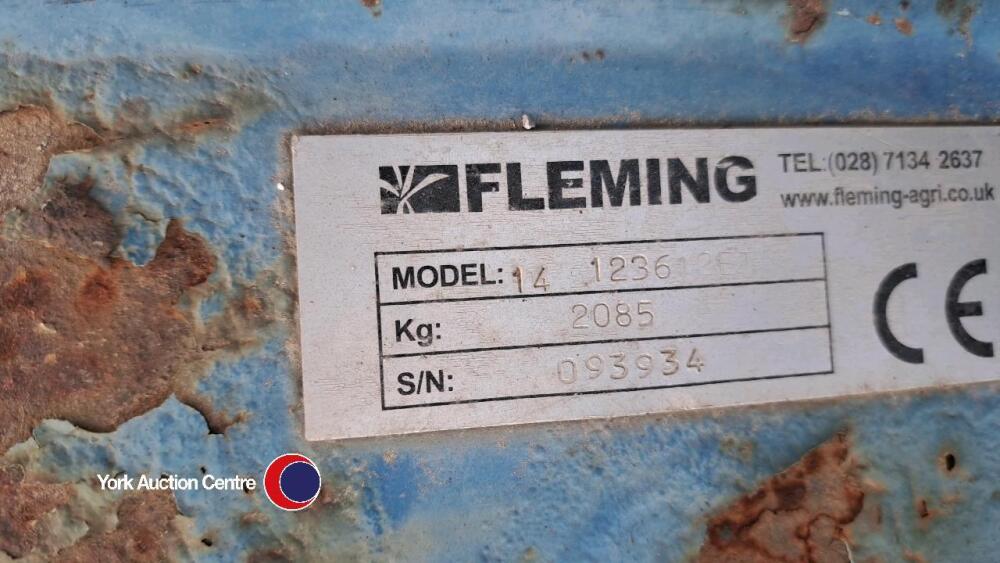 FLEMING
TEL:(028) 7134 2637
www.fleming-agri.co.uk
MODEL: 14 1236
Kg: 2085
S/N: 093934
CE
York Auction Centre